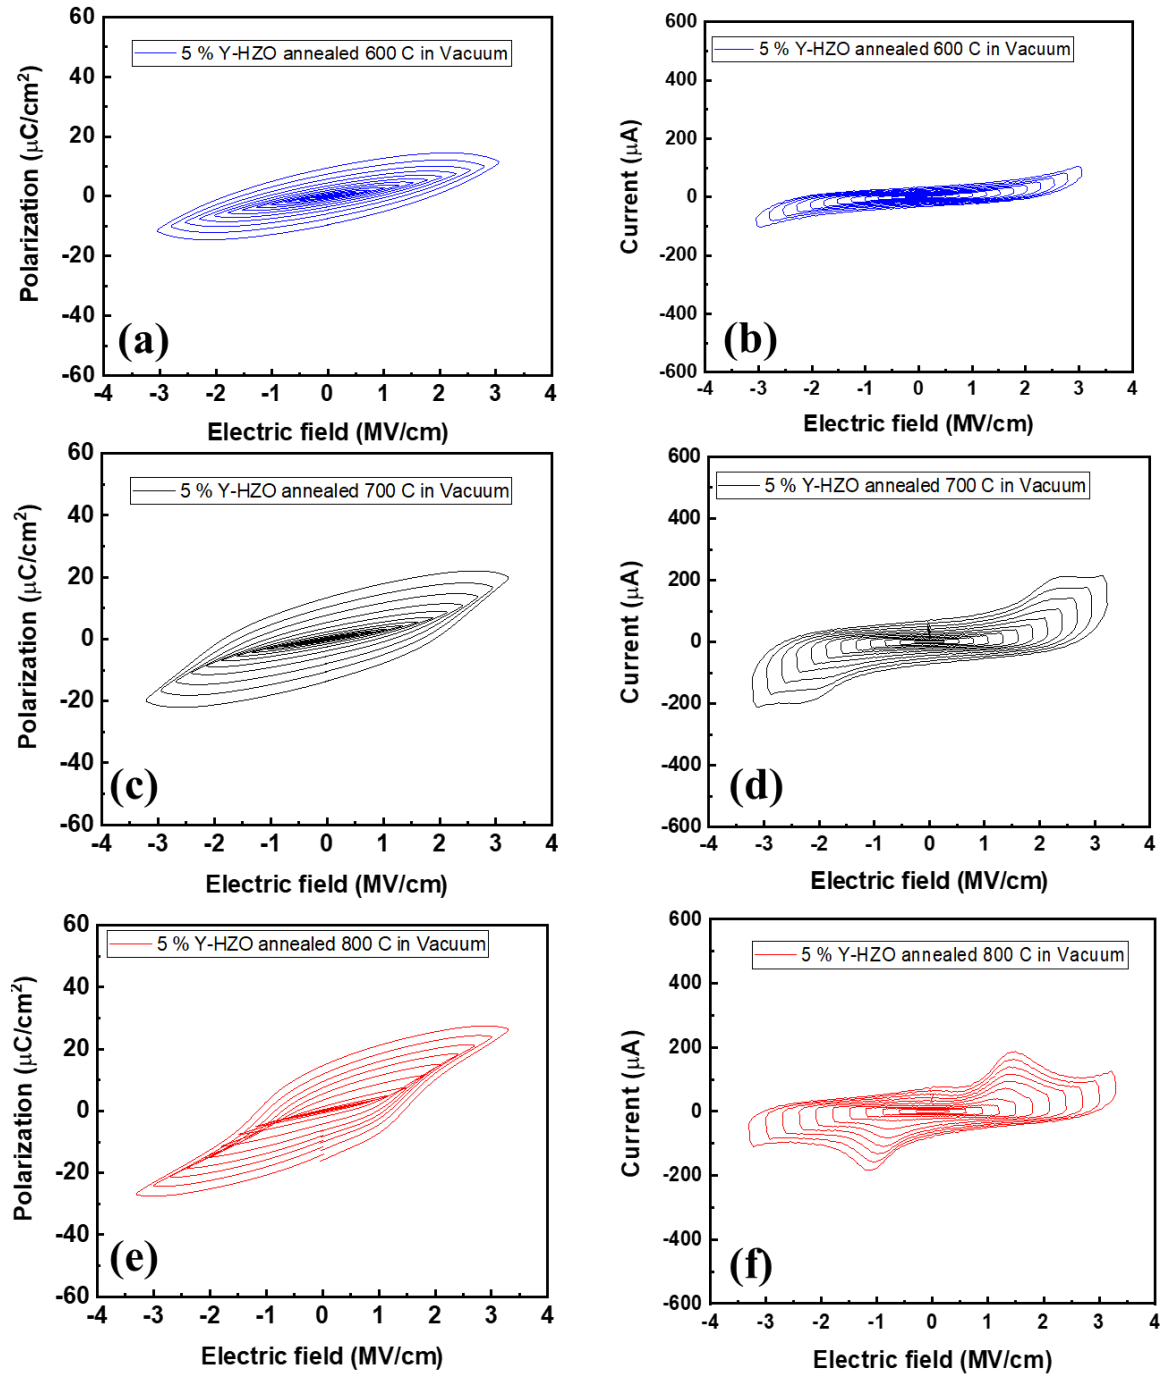 60
40
20
0
-20
-40
-60
Polarization (μC/cm²)
5 % Y-HZO annealed 600 C in Vacuum
(a)
-4 -3 -2 -1 0 1 2 3 4
Electric field (MV/cm)
600
400
200
0
-200
-400
-600
Current (μA)
5 % Y-HZO annealed 600 C in Vacuum
(b)
-4 -3 -2 -1 0 1 2 3 4
Electric field (MV/cm)
60
40
20
0
-20
-40
-60
Polarization (μC/cm²)
5 % Y-HZO annealed 700 C in Vacuum
(c)
-4 -3 -2 -1 0 1 2 3 4
Electric field (MV/cm)
600
400
200
0
-200
-400
-600
Current (μA)
5 % Y-HZO annealed 700 C in Vacuum
(d)
-4 -3 -2 -1 0 1 2 3 4
Electric field (MV/cm)
60
40
20
0
-20
-40
-60
Polarization (μC/cm²)
5 % Y-HZO annealed 800 C in Vacuum
(e)
-4 -3 -2 -1 0 1 2 3 4
Electric field (MV/cm)
600
400
200
0
-200
-400
-600
Current (μA)
5 % Y-HZO annealed 800 C in Vacuum
(f)
-4 -3 -2 -1 0 1 2 3 4
Electric field (MV/cm)